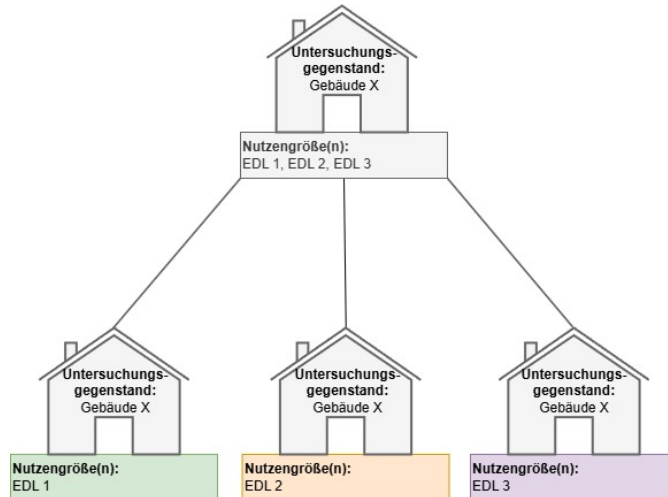 Untersuchungs-
gegenstand:
Gebäude X
Nutzengröße(n):
EDL 1, EDL 2, EDL 3
Untersuchungs-
gegenstand:
Gebäude X
Nutzengröße(n):
EDL 1
Untersuchungs-
gegenstand:
Gebäude X
Nutzengröße(n):
EDL 2
Untersuchungs-
gegenstand:
Gebäude X
Nutzengröße(n):
EDL 3